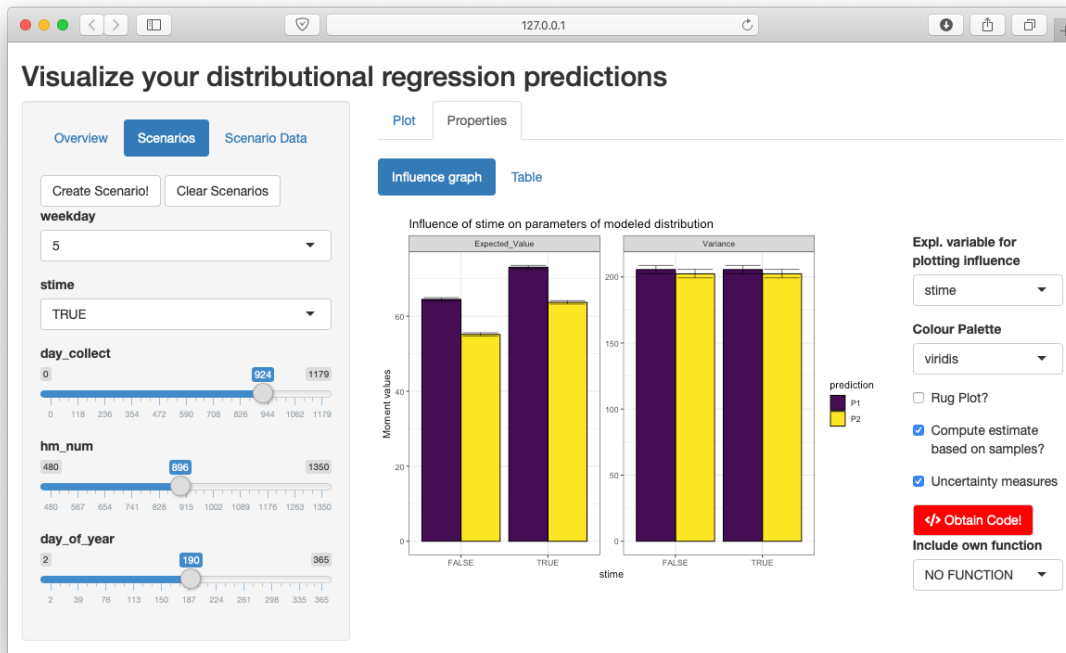 127.0.0.1
Visualize your distributional regression predictions
Overview Scenarios Scenario Data
Create Scenario! Clear Scenarios
weekday
5
stime
TRUE
day_collect
0 924 1179
0 118 236 354 472 590 708 826 944 1062 1179
hm_num
480 896 1350
480 567 654 741 828 915 1002 1089 1176 1263 1350
day_of_year
2 190 365
2 39 76 113 150 187 224 261 298 335 365
Plot Properties
Influence graph Table
Influence of stime on parameters of modeled distribution
Expected_Value Variance
Moment values
60
40
20
0
200
150
100
50
0
FALSE TRUE FALSE TRUE
stime
prediction
P1
P2
Expl. variable for
plotting influence
stime
Colour Palette
viridis
Rug Plot?
Compute estimate
based on samples?
Uncertainty measures
</> Obtain Code!
Include own function
NO FUNCTION